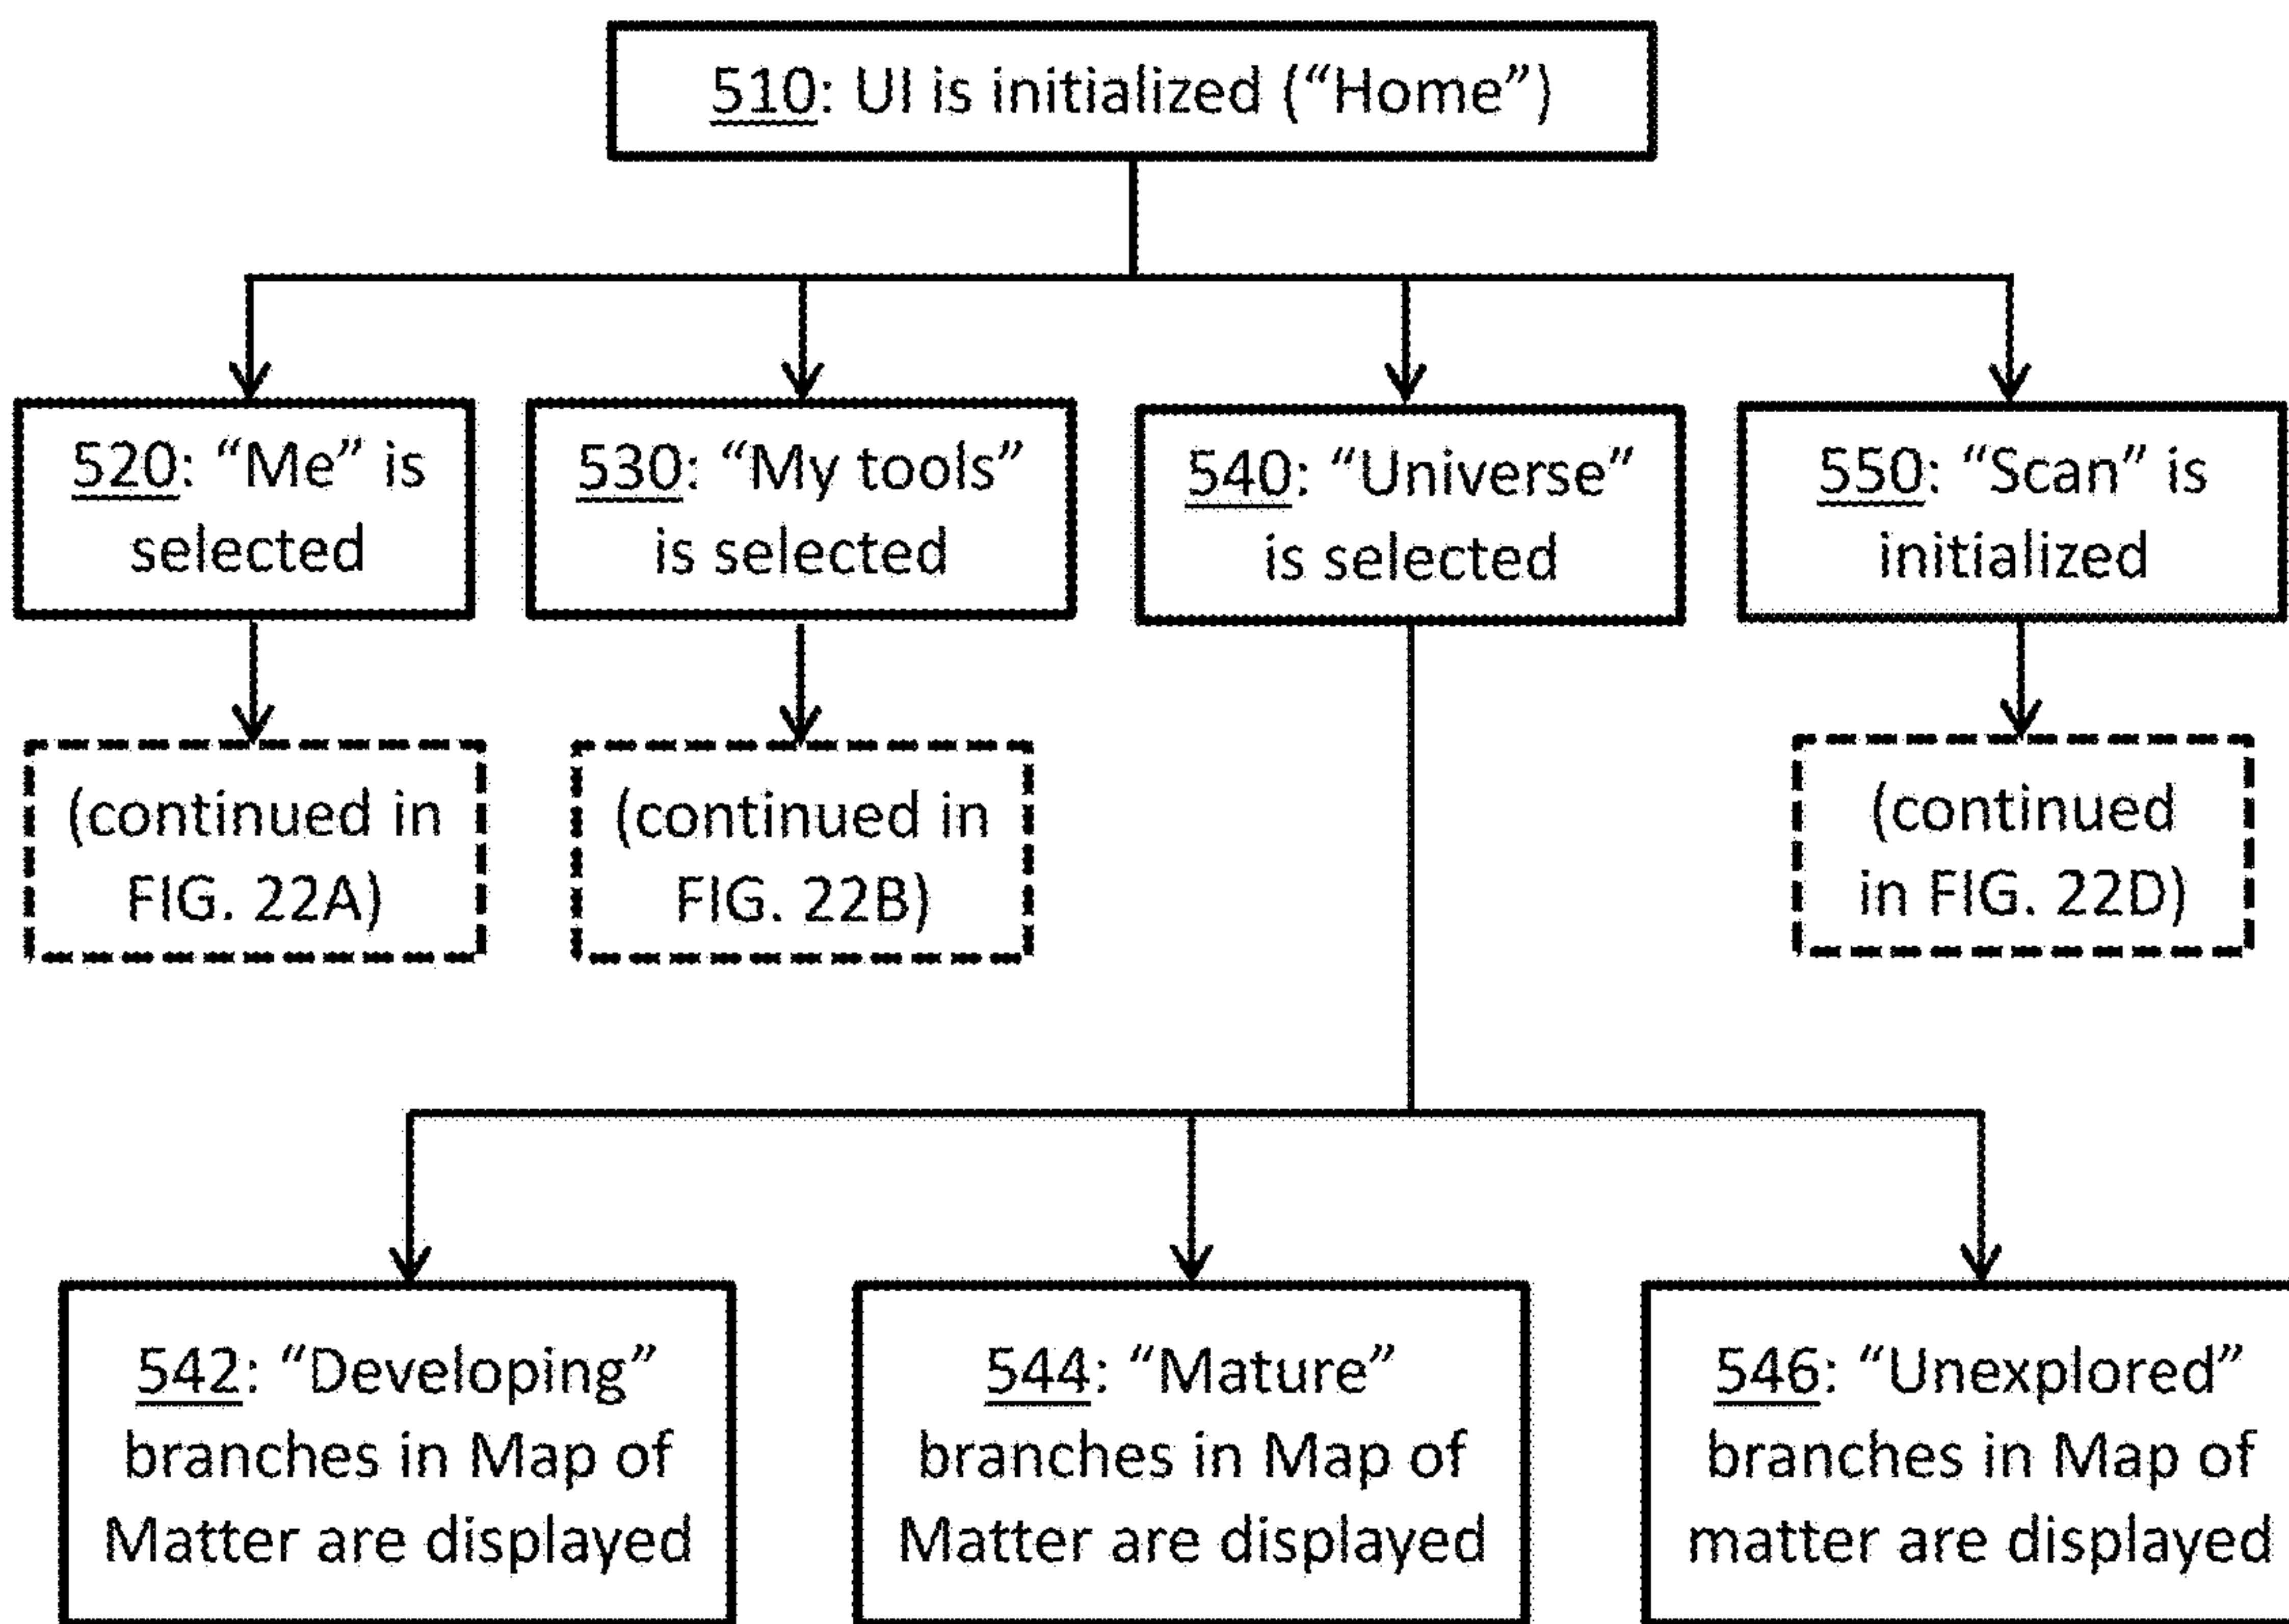 510: UI is initialized (“Home”)
520: “Me” is
selected
530: “My tools”
is selected
540: “Universe”
is selected
550: “Scan” is
initialized
(continued in
FIG. 22A)
(continued in
FIG. 22B)
(continued
in FIG. 22D)
542: “Developing”
branches in Map of
Matter are displayed
544: “Mature”
branches in Map of
Matter are displayed
546: “Unexplored”
branches in Map of
matter are displayed